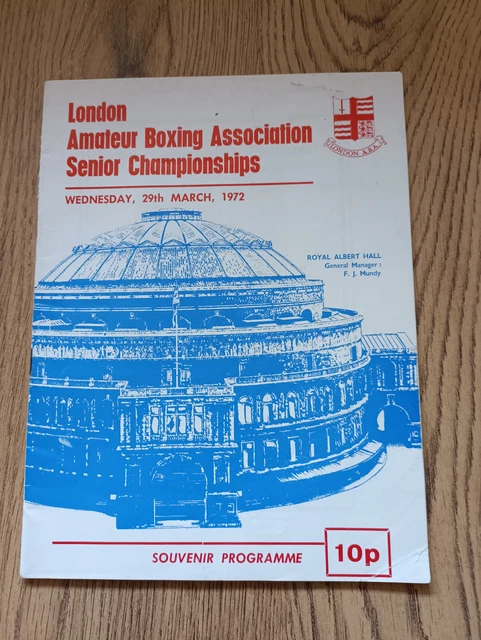 London
Amateur Boxing Association
Senior Championships
WEDNESDAY, 29th MARCH, 1972
LONDON A.B.A.
ROYAL ALBERT HALL
General Manager :
F. J. Mundy
SOUVENIR PROGRAMME
10p